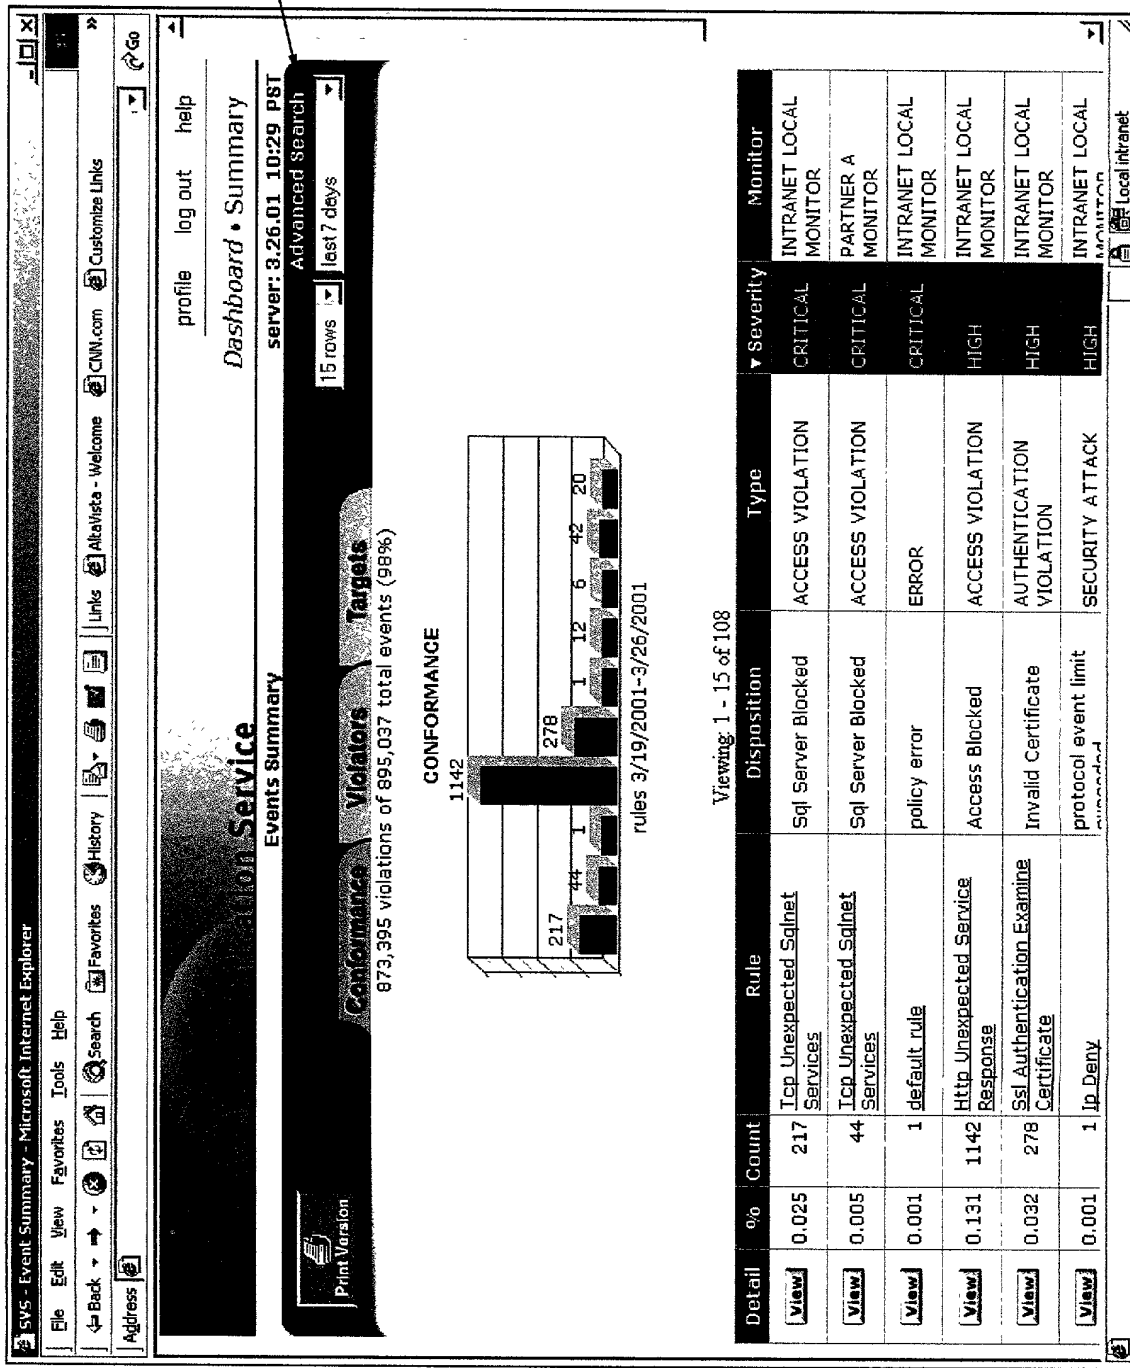 SVS - Event Summary - Microsoft Internet Explorer
File Edit View Favorites Tools Help
Back Search Favorites History Links AltaVista - Welcome CNN.com Customize Links »
Address Go
profile log out help
Service
Dashboard • Summary
Events Summary
server: 3.26.01 10:29 PST
Print Version
Conformance Violators Targets
Advanced Search
15 rows last 7 days
873,395 violations of 895,037 total events (98%)
CONFORMANCE
217 44 1 1142 278 1 12 6 42 20
rules 3/19/2001-3/26/2001
Viewing: 1 - 15 of 108
Detail % Count Rule Disposition Type ▼ Severity Monitor
View 0.025 217 Tcp Unexpected Sqlnet Services Sql Server Blocked ACCESS VIOLATION CRITICAL INTRANET LOCAL MONITOR
View 0.005 44 Tcp Unexpected Sqlnet Services Sql Server Blocked ACCESS VIOLATION CRITICAL PARTNER A MONITOR
View 0.001 1 default rule policy error ERROR CRITICAL INTRANET LOCAL MONITOR
View 0.131 1142 Http Unexpected Service Response Access Blocked ACCESS VIOLATION HIGH INTRANET LOCAL MONITOR
View 0.032 278 Ssl Authentication Examine Certificate Invalid Certificate AUTHENTICATION VIOLATION HIGH INTRANET LOCAL MONITOR
View 0.001 1 Ip Deny protocol event limit SECURITY ATTACK HIGH INTRANET LOCAL
Local intranet